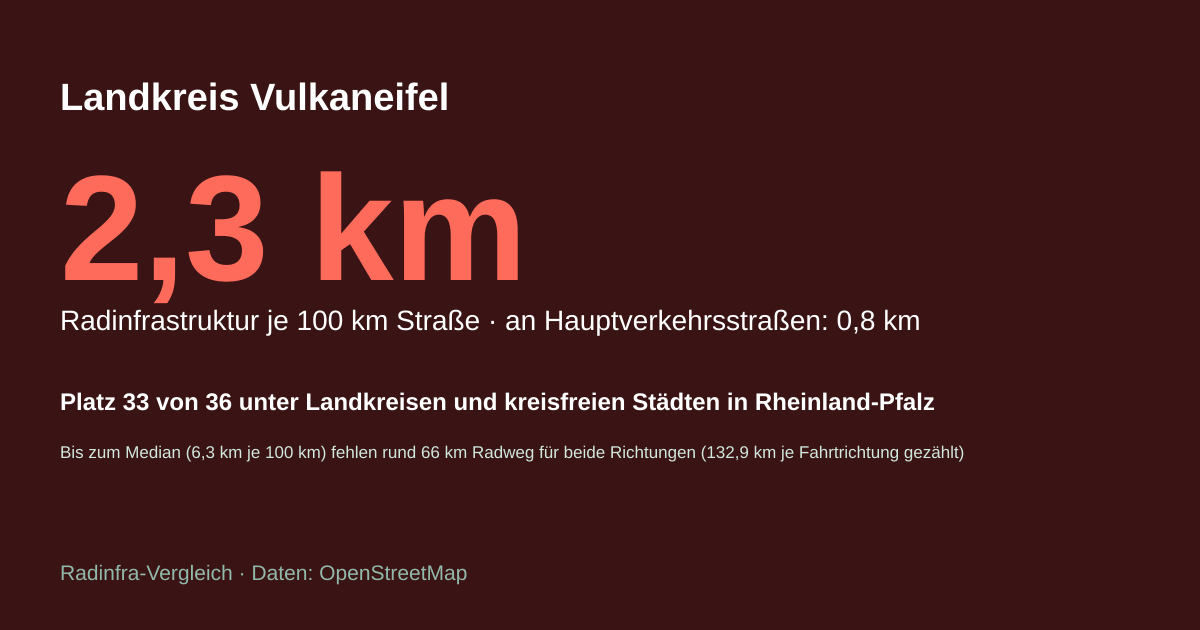 Landkreis Vulkaneifel
2,3 km
Radinfrastruktur je 100 km Straße · an Hauptverkehrsstraßen: 0,8 km
Platz 33 von 36 unter Landkreisen und kreisfreien Städten in Rheinland-Pfalz
Bis zum Median (6,3 km je 100 km) fehlen rund 66 km Radweg für beide Richtungen (132,9 km je Fahrtrichtung gezählt)
Radinfra-Vergleich · Daten: OpenStreetMap